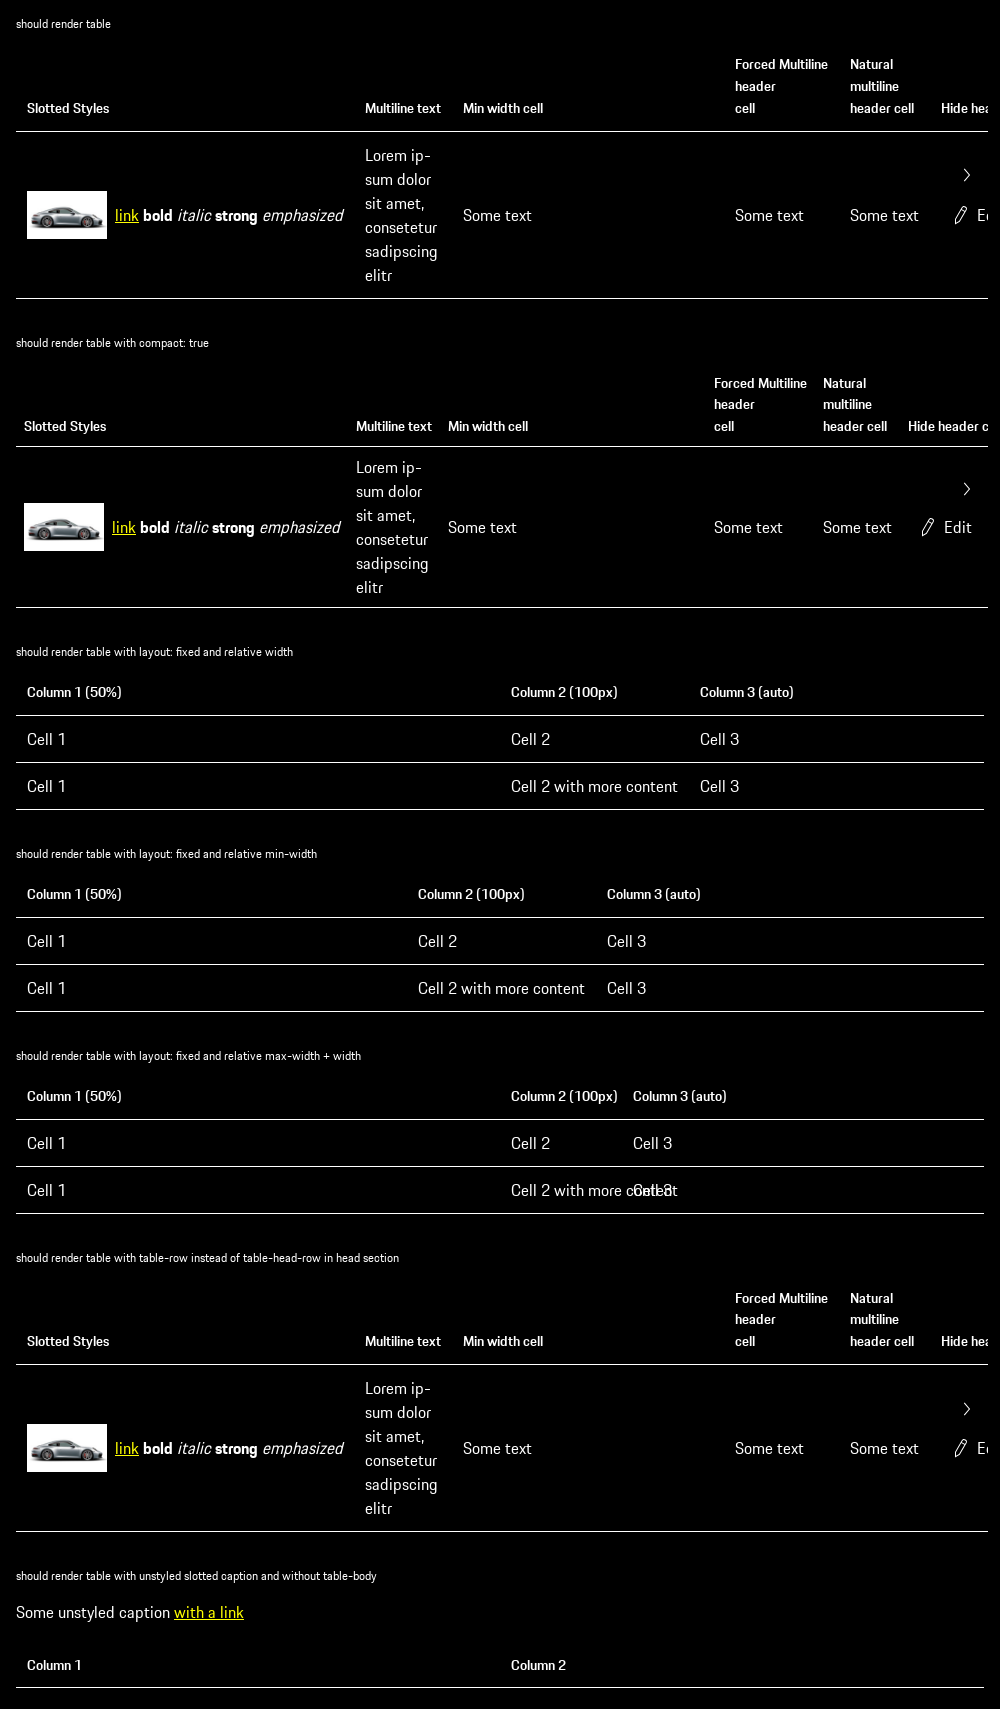 should render table
Forced Multiline Natural
header multiline
Slotted Styles Multiline text Min width cell cell header cell Hide hea
Lorem ip-
sum dolor
sit amet,
link bold italic strong emphasized Some text Some text Some text Ed
consetetur
sadipscing
elitr
should render table with compact: true
Forced Multiline Natural
header multiline
Slotted Styles Multiline text Min width cell cell header cell Hide header c
Lorem ip-
sum dolor
sit amet,
link bold italic strong emphasized Some text Some text Some text Edit
consetetur
sadipscing
elitr
should render table with layout: fixed and relative width
Column 1 (50%) Column 2 (100px) Column 3 (auto)
Cell 1 Cell 2 Cell 3
Cell 1 Cell 2 with more content Cell 3
should render table with layout: fixed and relative min-width
Column 1 (50%) Column 2 (100px) Column 3 (auto)
Cell 1 Cell 2 Cell 3
Cell 1 Cell 2 with more content Cell 3
should render table with layout: fixed and relative max-width + width
Column 1 (50%) Column 2 (100px) Column 3 (auto)
Cell 1 Cell 2 Cell 3
Cell 1 Cell 2 with more content Cell 3
should render table with table-row instead of table-head-row in head section
Forced Multiline Natural
header multiline
Slotted Styles Multiline text Min width cell cell header cell Hide hea
Lorem ip-
sum dolor
sit amet,
link bold italic strong emphasized Some text Some text Some text Ed
consetetur
sadipscing
elitr
should render table with unstyled slotted caption and without table-body
Some unstyled caption with a link
Column 1 Column 2